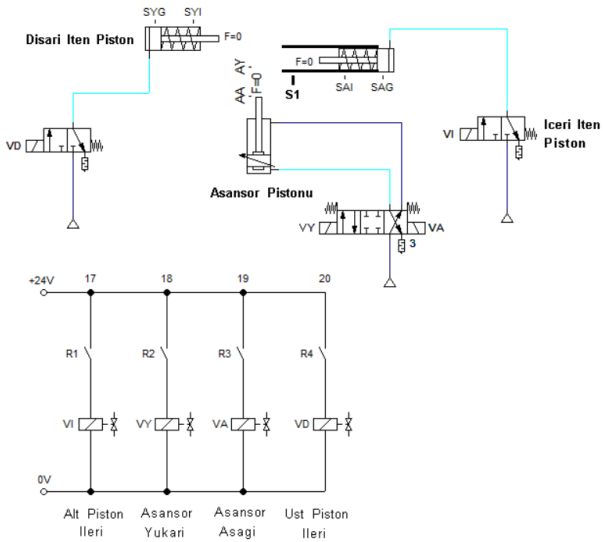 SYG SYI
Disari Iten Piston
F=0
AY
F=0
AA
F=0
S1
SAI SAG
VD
VI
Iceri Iten
Piston
Asansor Pistonu
VY
VA
3
+24V
17 18 19 20
R1 R2 R3 R4
VI VY VA VD
0V
Alt Piston
Ileri
Asansor
Yukari
Asansor
Asagi
Ust Piston
Ileri